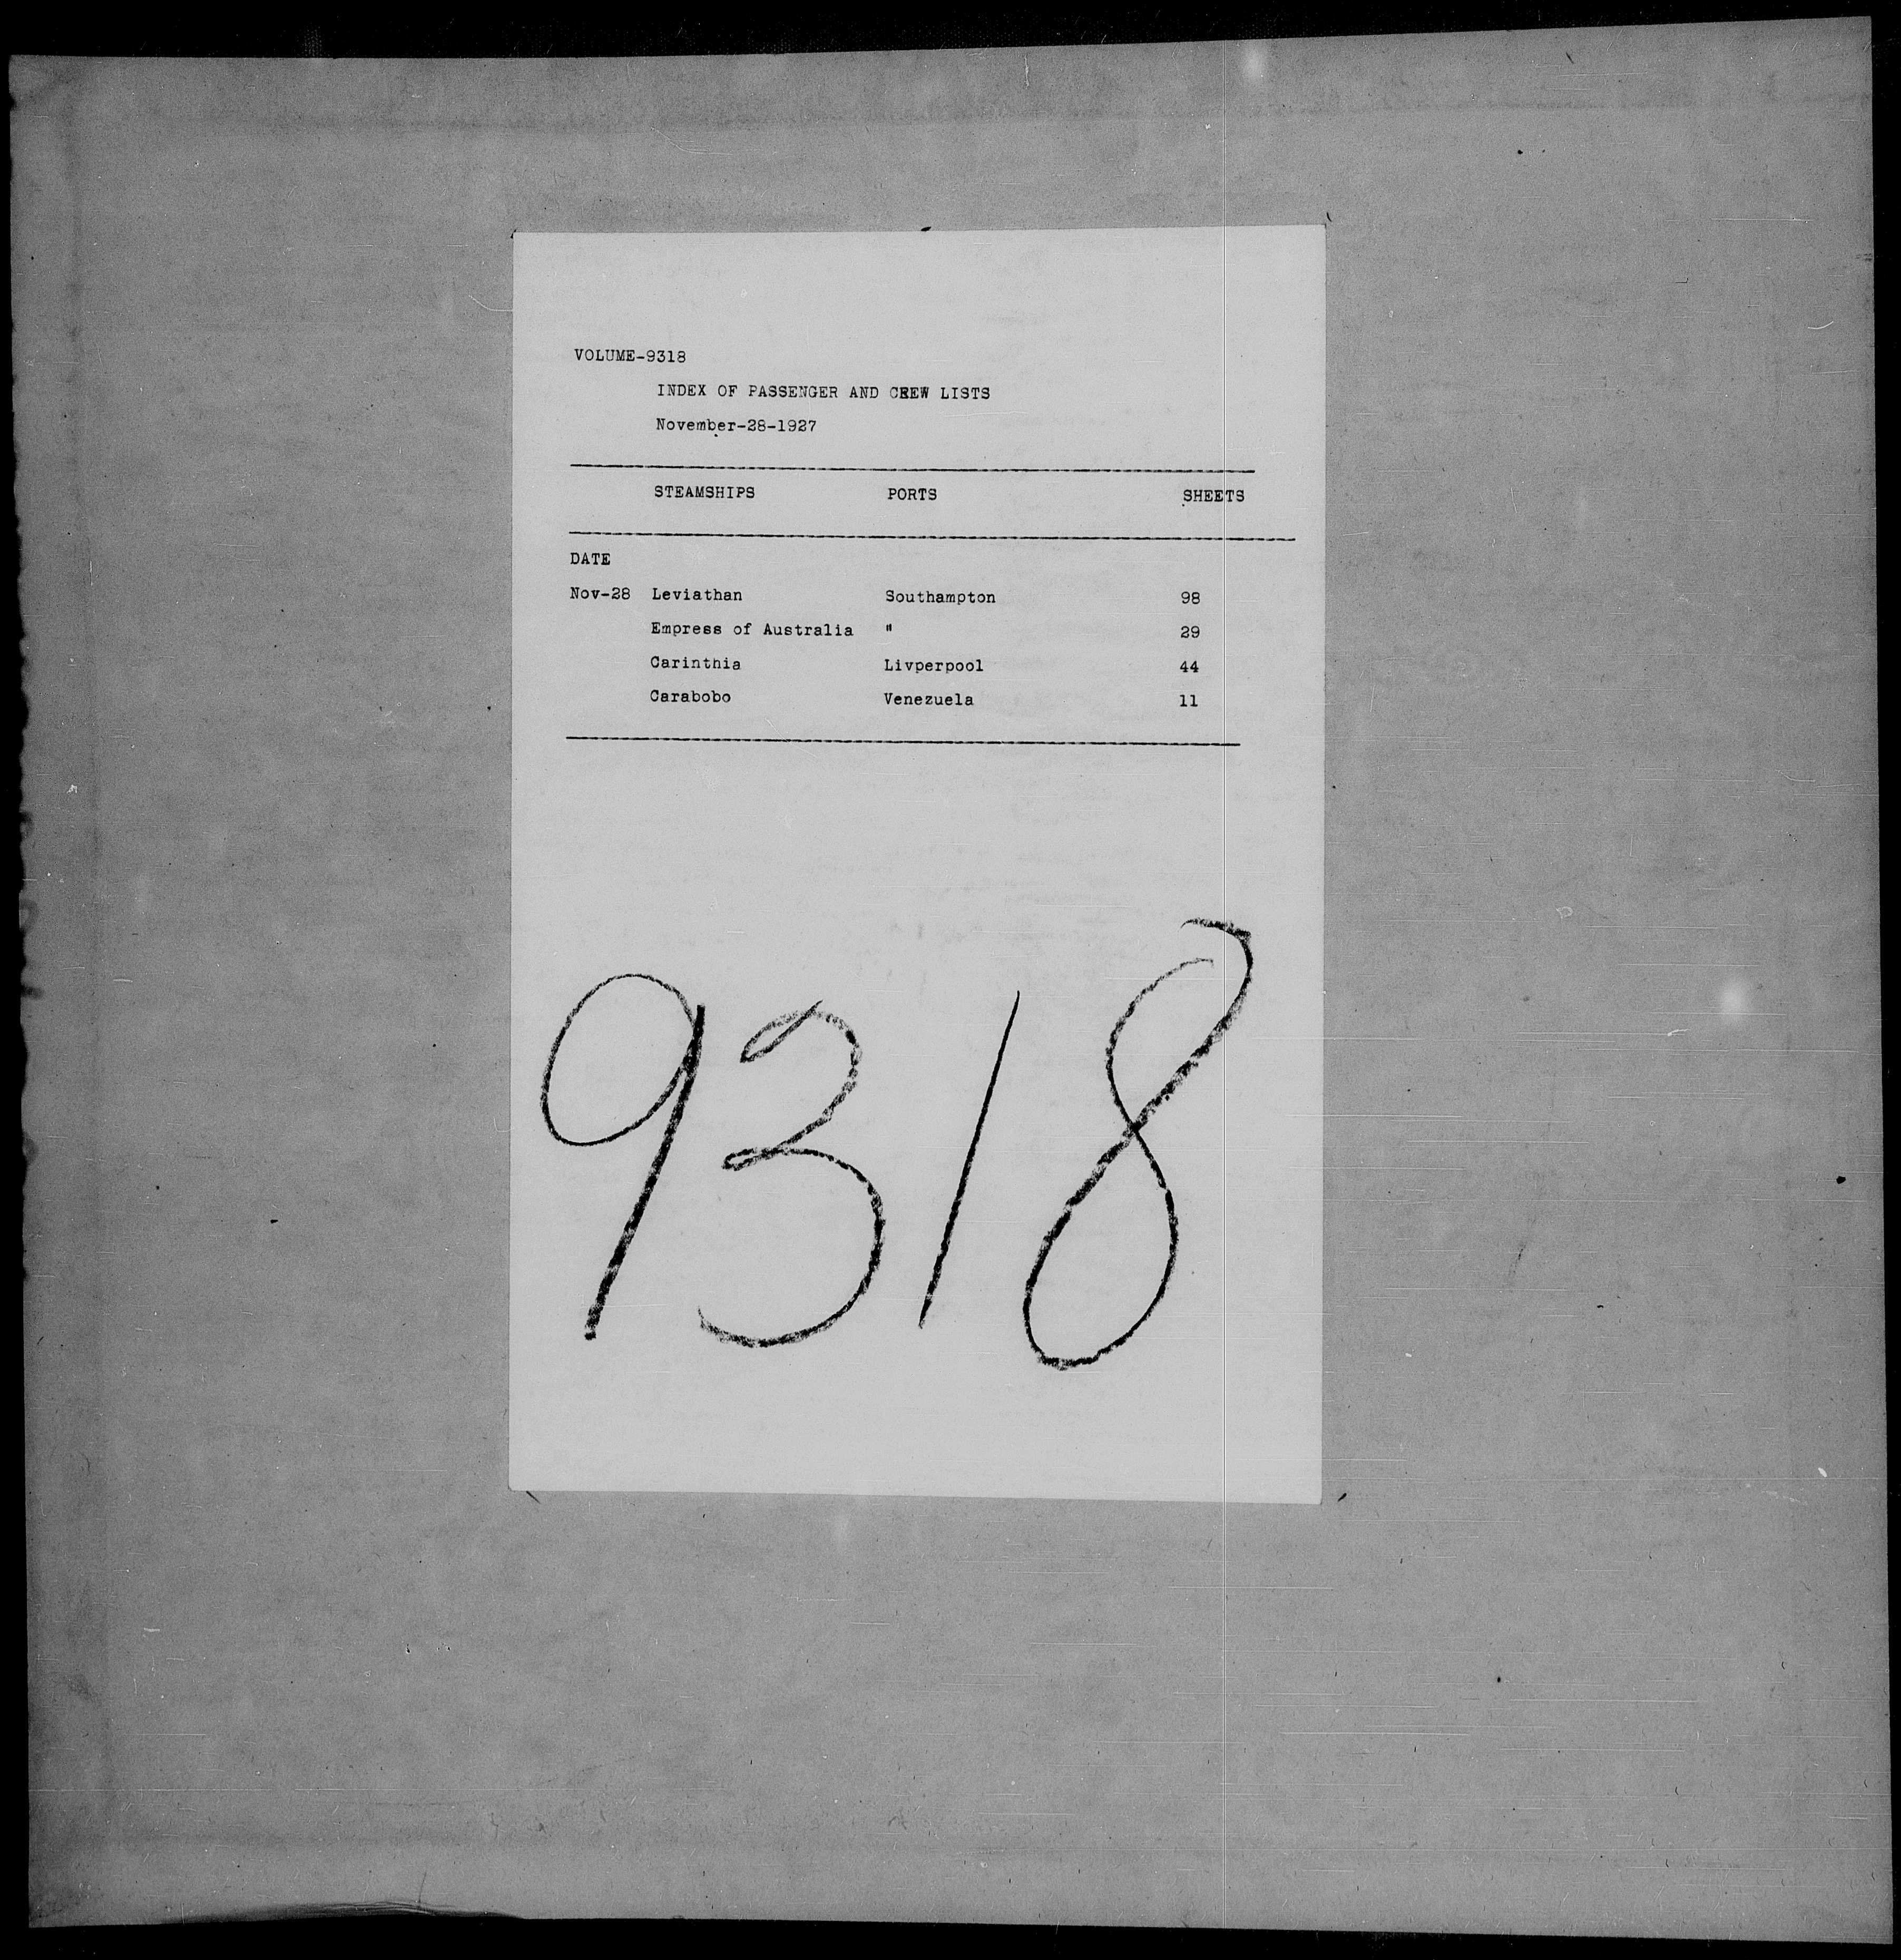 VOLUME-9318
INDEX OF PASSENGER AND CREW LISTS
November-28-1927
STEAMSHIPS PORTS SHEETS
DATE
Nov-28 Leviathan Southampton 98
Empress of Australia " 29
Carinthia Livperpool 44
Carabobo Venezuela 11
9318